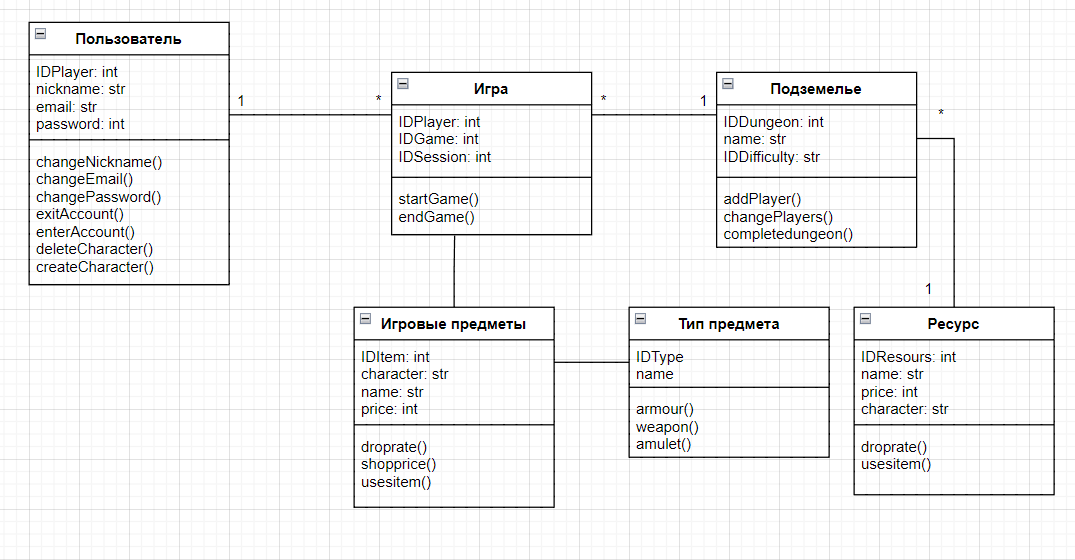 Пользователь
IDPlayer: int
nickname: str
email: str
password: int
changeNickname()
changeEmail()
changePassword()
exitAccount()
enterAccount()
deleteCharacter()
createCharacter()
1
*
Игра
IDPlayer: int
IDGame: int
IDSession: int
startGame()
endGame()
*
1
Подземелье
IDDungeon: int
name: str
IDDifficulty: str
addPlayer()
changePlayers()
completedungeon()
*
1
Игровые предметы
IDItem: int
character: str
name: str
price: int
droprate()
shopprice()
usesitem()
Тип предмета
IDType
name
armour()
weapon()
amulet()
Ресурс
IDResours: int
name: str
price: int
character: str
droprate()
usesitem()